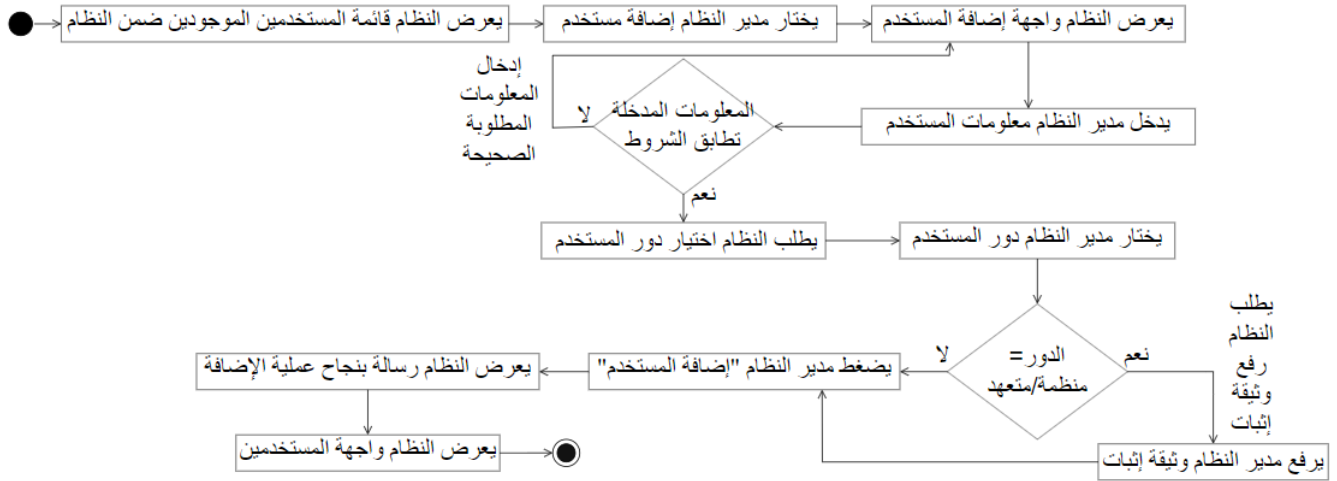 يعرض النظام قائمة المستخدمين الموجودين ضمن النظام
يختار مدير النظام إضافة مستخدم
يعرض النظام واجهة إضافة المستخدم
يدخل مدير النظام معلومات المستخدم
المعلومات المدخلة
تطابق الشروط
لا
إدخال
المعلومات
المطلوبة
الصحيحة
نعم
يطلب النظام اختيار دور المستخدم
يختار مدير النظام دور المستخدم
الدور=
منظمة/متعهد
نعم
يطلب
النظام
رفع
وثيقة
إثبات
يرفع مدير النظام وثيقة إثبات
لا
يضغط مدير النظام "إضافة المستخدم"
يعرض النظام رسالة بنجاح عملية الإضافة
يعرض النظام واجهة المستخدمين